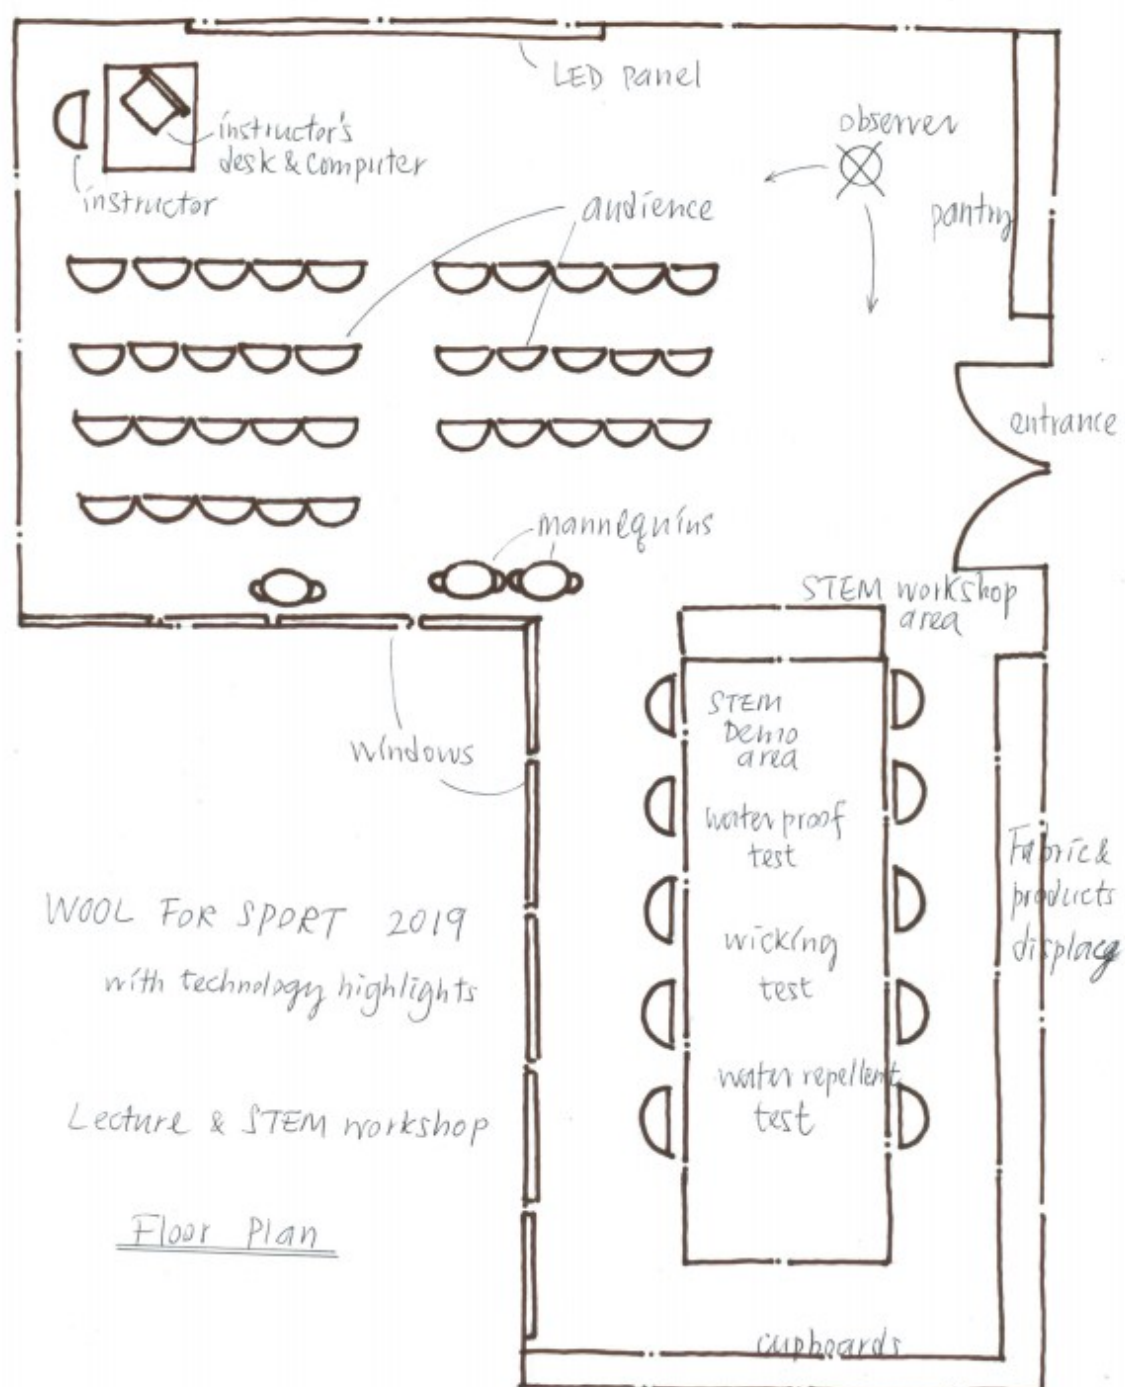 LED panel
observer
instructor's
desk & computer
instructor
audience
pantry
entrance
mannequins
STEM workshop
area
STEM
Demo
area
windows
waterproof
test
Fabric &
products
display
WOOL FOR SPORT 2019
with technology highlights
wicking
test
water repellent
test
Lecture & STEM workshop
Floor Plan
cupboards